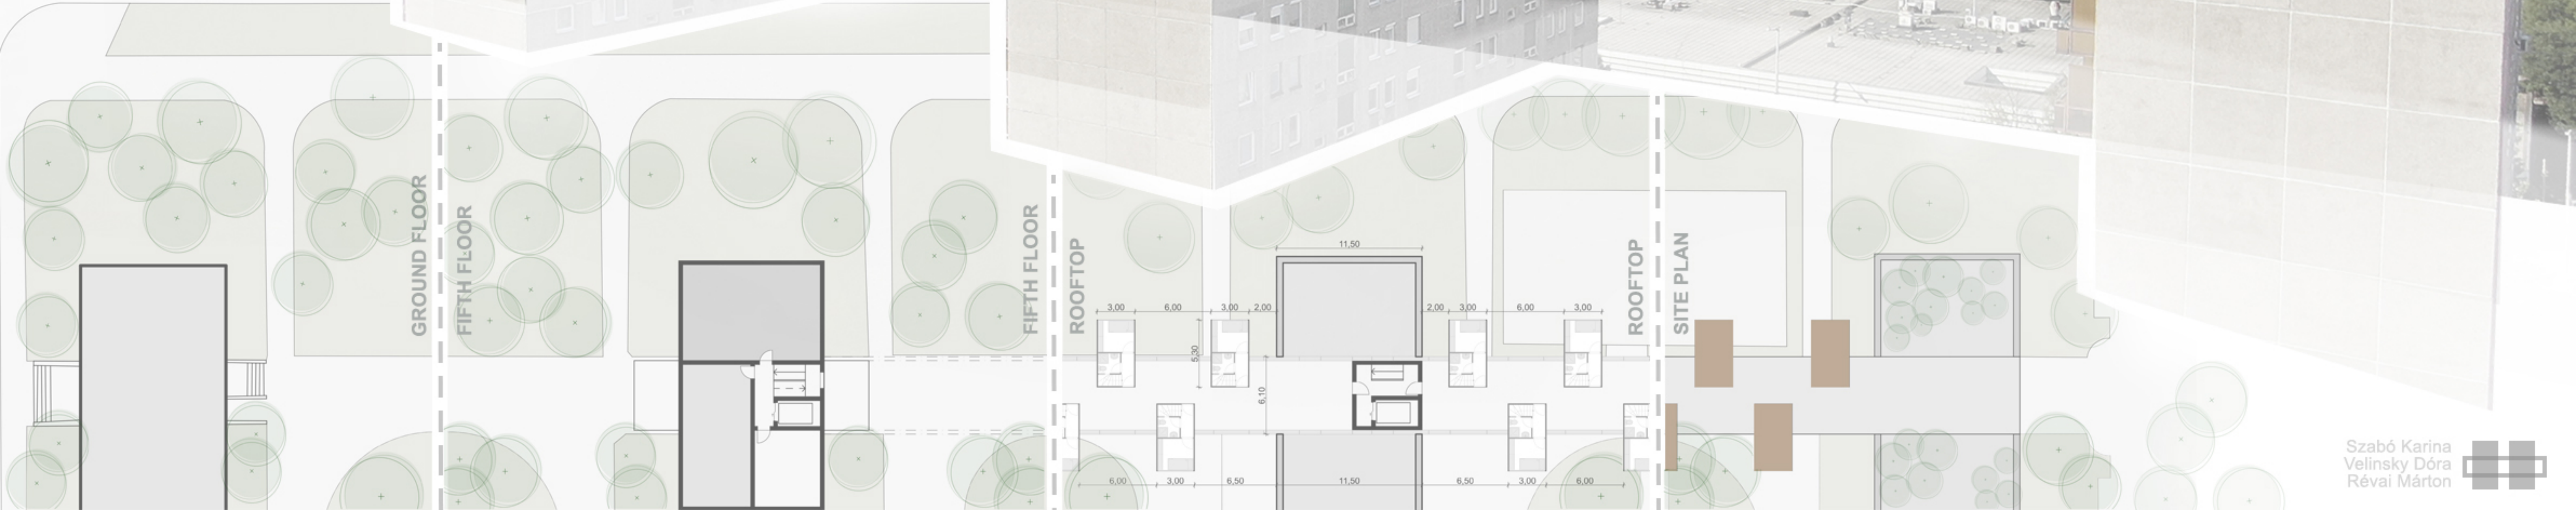 GROUND FLOOR
FIFTH FLOOR
FIFTH FLOOR
ROOFTOP
ROOFTOP
SITE PLAN
11,50
3,00 6,00 3,00 2,00
2,00 3,00 6,00 3,00
5,30
6,10
6,00 3,00 6,50 11,50 6,50 3,00 6,00
Szabó Karina
Velinsky Dóra
Révai Márton